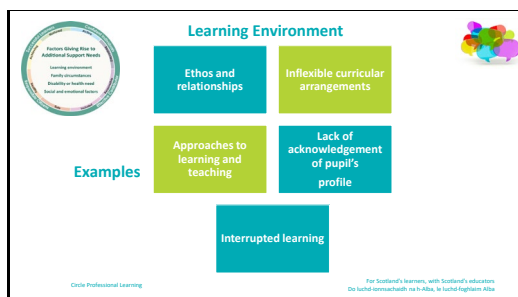 Learning Environment
Factors Giving Rise to
Additional Support Needs
Learning environment
Family circumstances
Disability or health need
Social and emotional factors
Ethos and
relationships
Inflexible curricular
arrangements
Examples
Approaches to
learning and
teaching
Lack of
acknowledgement
of pupil's
profile
Interrupted learning
Circle Professional Learning
For Scotland's learners, with Scotland's educators
Do luchd-ionnsachaidh na h-Alba, le luchd-foghlaim Alba